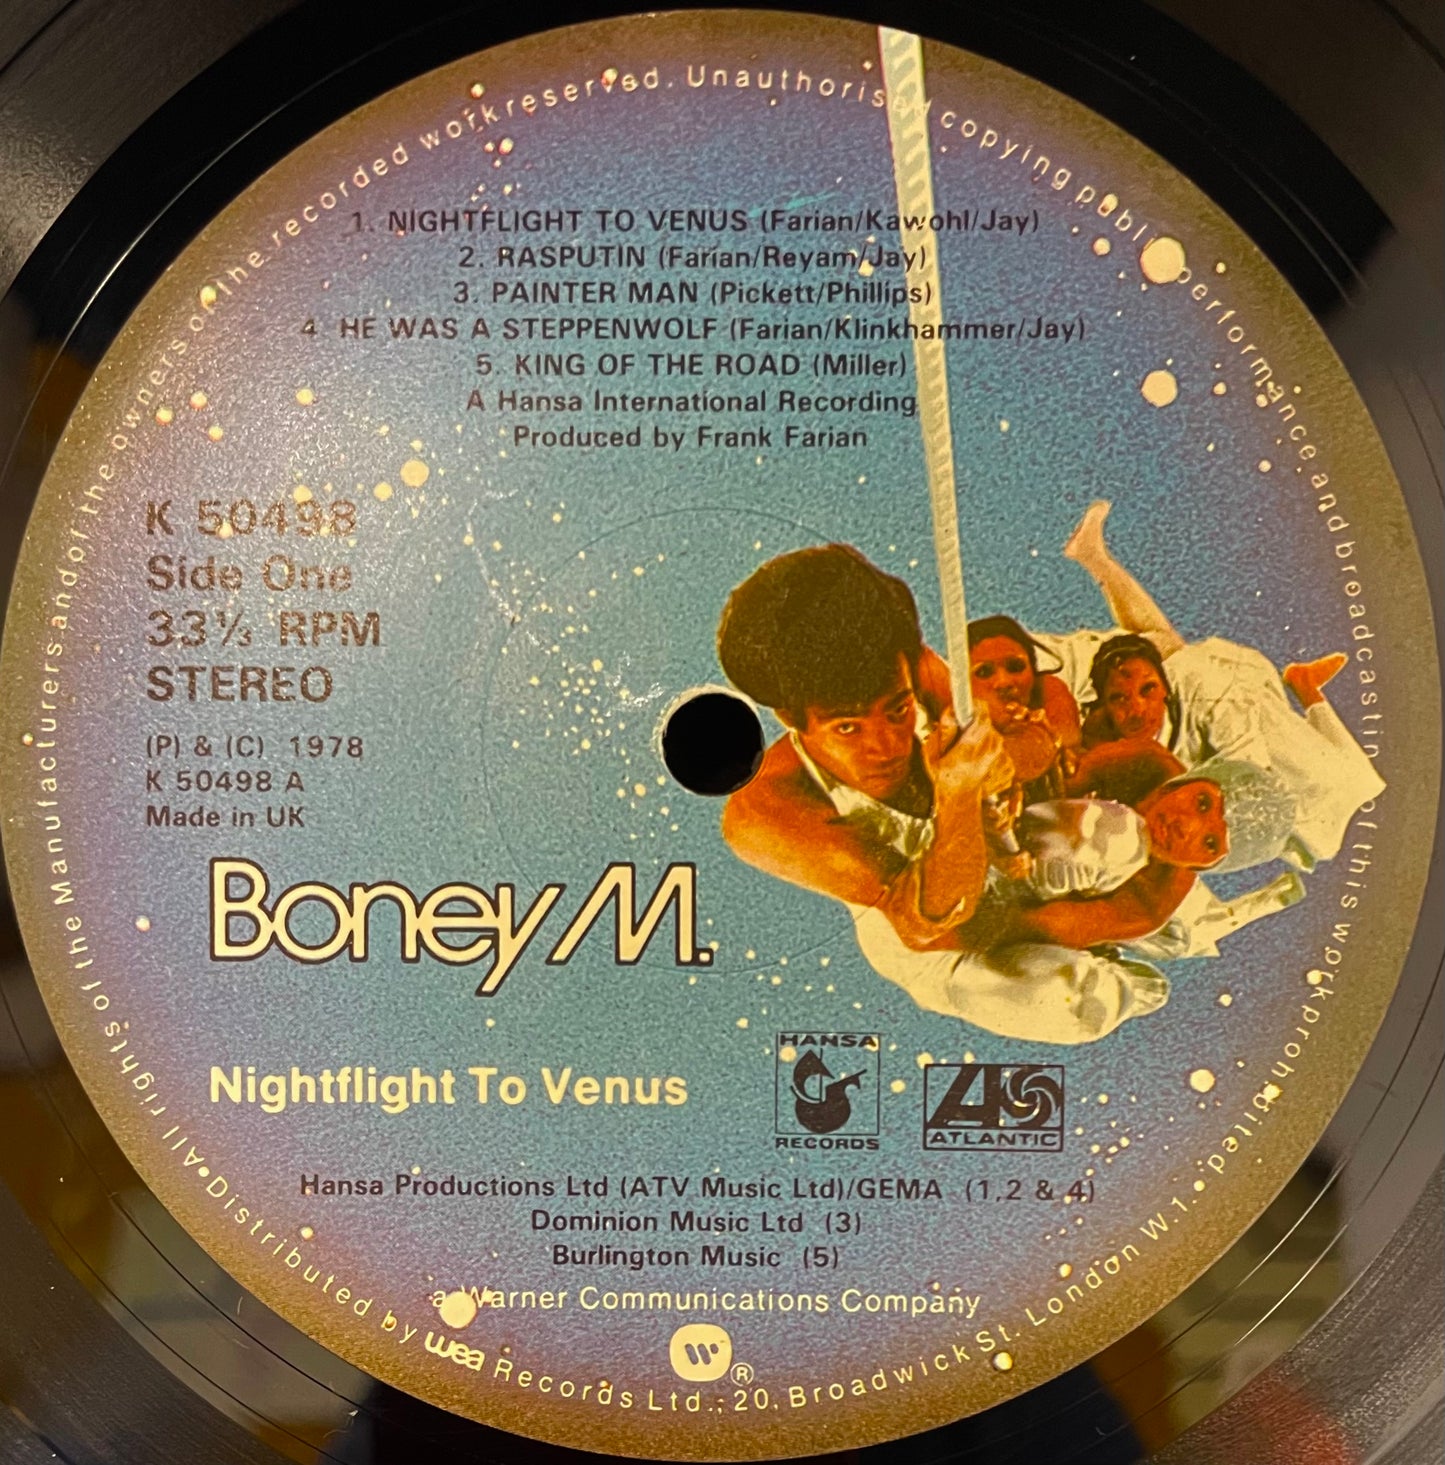 1. NIGHTFLIGHT TO VENUS (Farian/Kawohl/Jay)
2. RASPUTIN (Farian/Reyam/Jay)
3. PAINTER MAN (Pickett/Phillips)
4. HE WAS A STEPPENWOLF (Farian/Klinkhammer/Jay)
5. KING OF THE ROAD (Miller)
A Hansa International Recording
Produced by Frank Farian
K 50498
Side One
33⅓ RPM
STEREO
(P) & (C) 1978
K 50498 A
Made in UK
Boney M.
Nightflight To Venus
HANSA
RECORDS
ATLANTIC
Hansa Productions Ltd (ATV Music Ltd)/GEMA (1,2 & 4)
Dominion Music Ltd (3)
Burlington Music (5)
a Warner Communications Company
®
All rights of the Manufacturers and of the owners of the recorded work reserved. Unauthorised copying public performance and broadcasting of this work prohibited.
• Distributed by wea Records Ltd.; 20, Broadwick St. London W.1. •